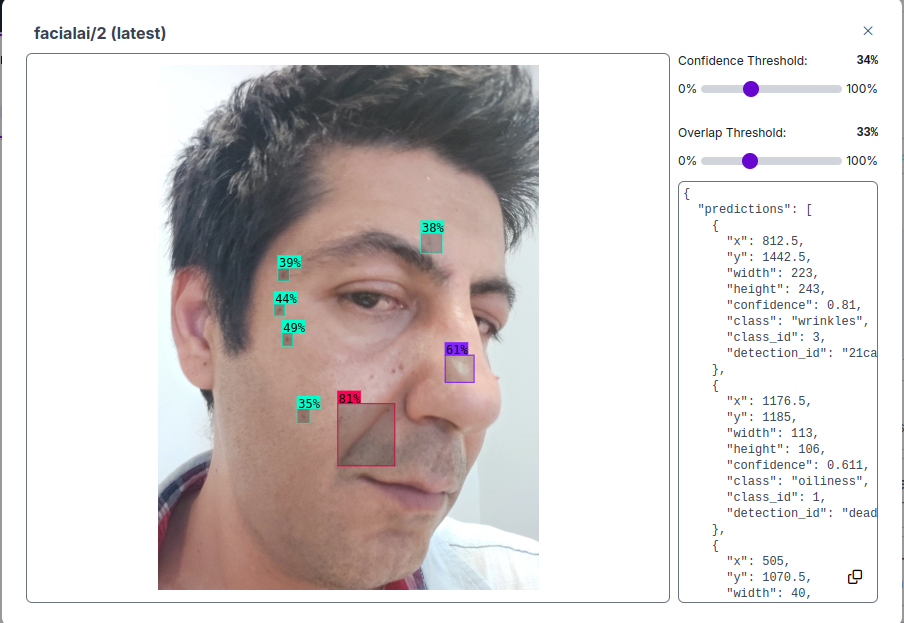 facialai/2 (latest)
Confidence Threshold: 34%
0% 100%
Overlap Threshold: 33%
0% 100%
38%
39%
44%
49%
61%
35%
81%
{
"predictions": [
{
"x": 812.5,
"y": 1442.5,
"width": 223,
"height": 243,
"confidence": 0.81,
"class": "wrinkles",
"class_id": 3,
"detection_id": "21ca
},
{
"x": 1176.5,
"y": 1185,
"width": 113,
"height": 106,
"confidence": 0.611,
"class": "oiliness",
"class_id": 1,
"detection_id": "dead
},
{
"x": 505,
"y": 1070.5,
"width": 40,